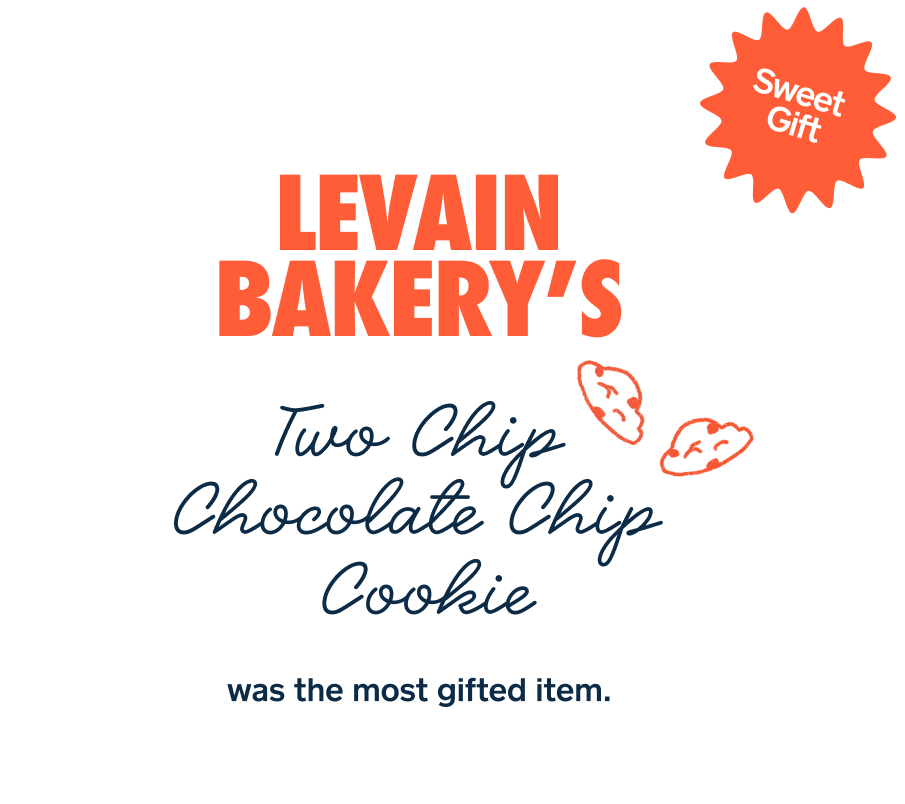 Sweet
Gift
LEVAIN
BAKERY’S
Two Chip
Chocolate Chip
Cookie
was the most gifted item.